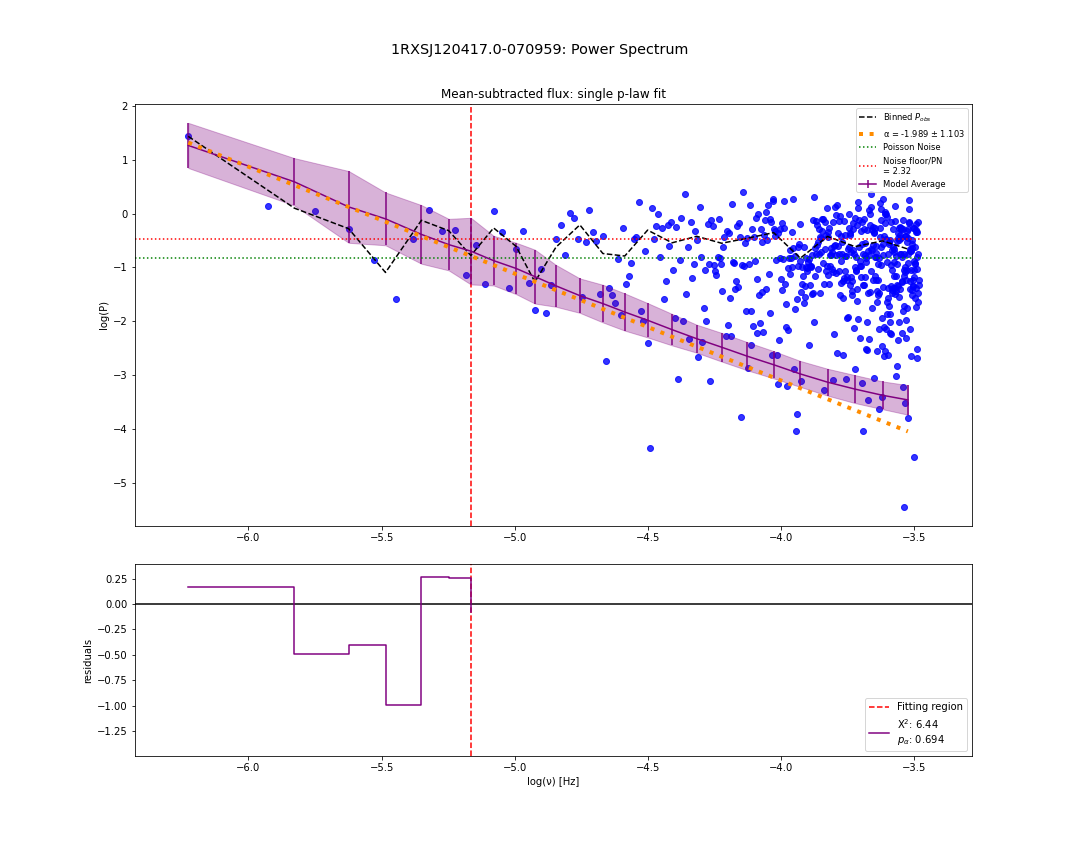 1RXSJ120417.0-070959: Power Spectrum
Mean-subtracted flux: single p-law fit
log(P)
2
1
0
−1
−2
−3
−4
−5
Binned P_obs
α = -1.989 ± 1.103
Poisson Noise
Noise floor/PN
= 2.32
Model Average
−6.0 −5.5 −5.0 −4.5 −4.0 −3.5
residuals
0.25
0.00
−0.25
−0.50
−0.75
−1.00
−1.25
Fitting region
X²: 6.44
p_α: 0.694
−6.0 −5.5 −5.0 −4.5 −4.0 −3.5
log(ν) [Hz]